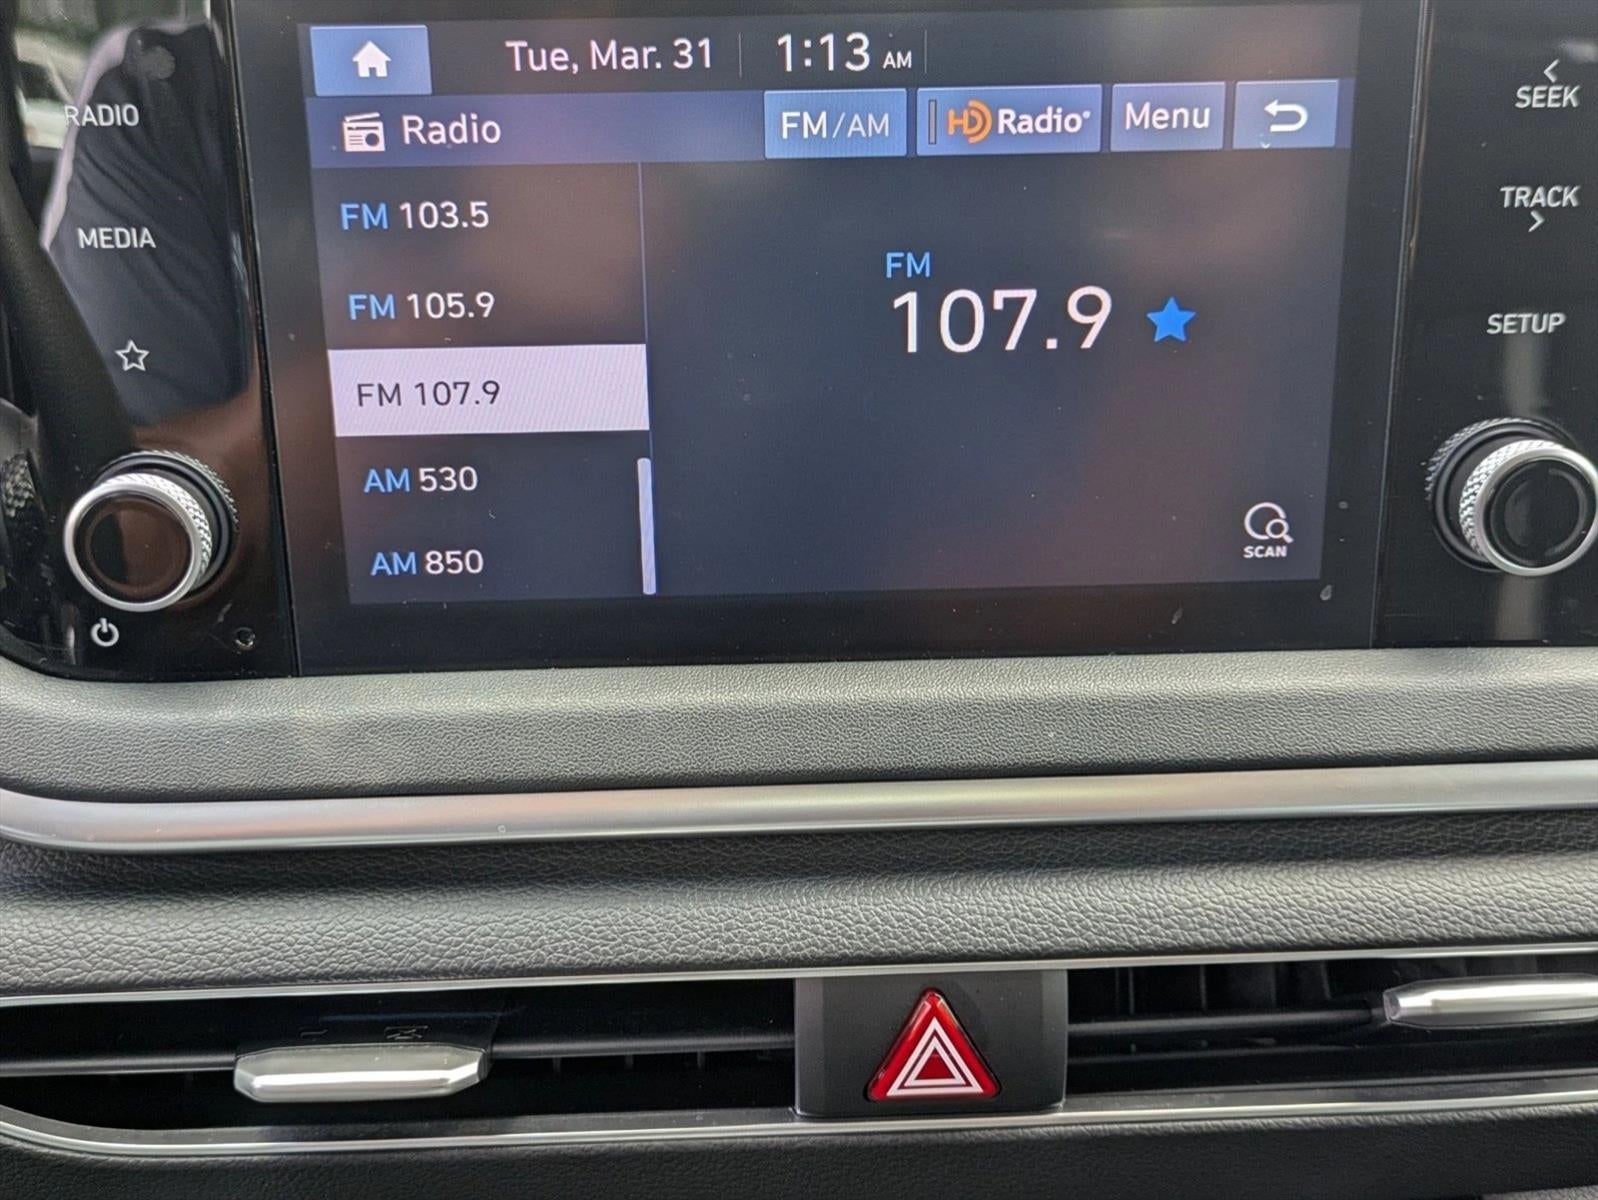 Tue, Mar. 31 1:13 AM
Radio FM/AM HD Radio® Menu
RADIO
MEDIA
FM 103.5
FM 105.9
FM 107.9
AM 530
AM 850
FM
107.9
SCAN
SEEK
TRACK
SETUP